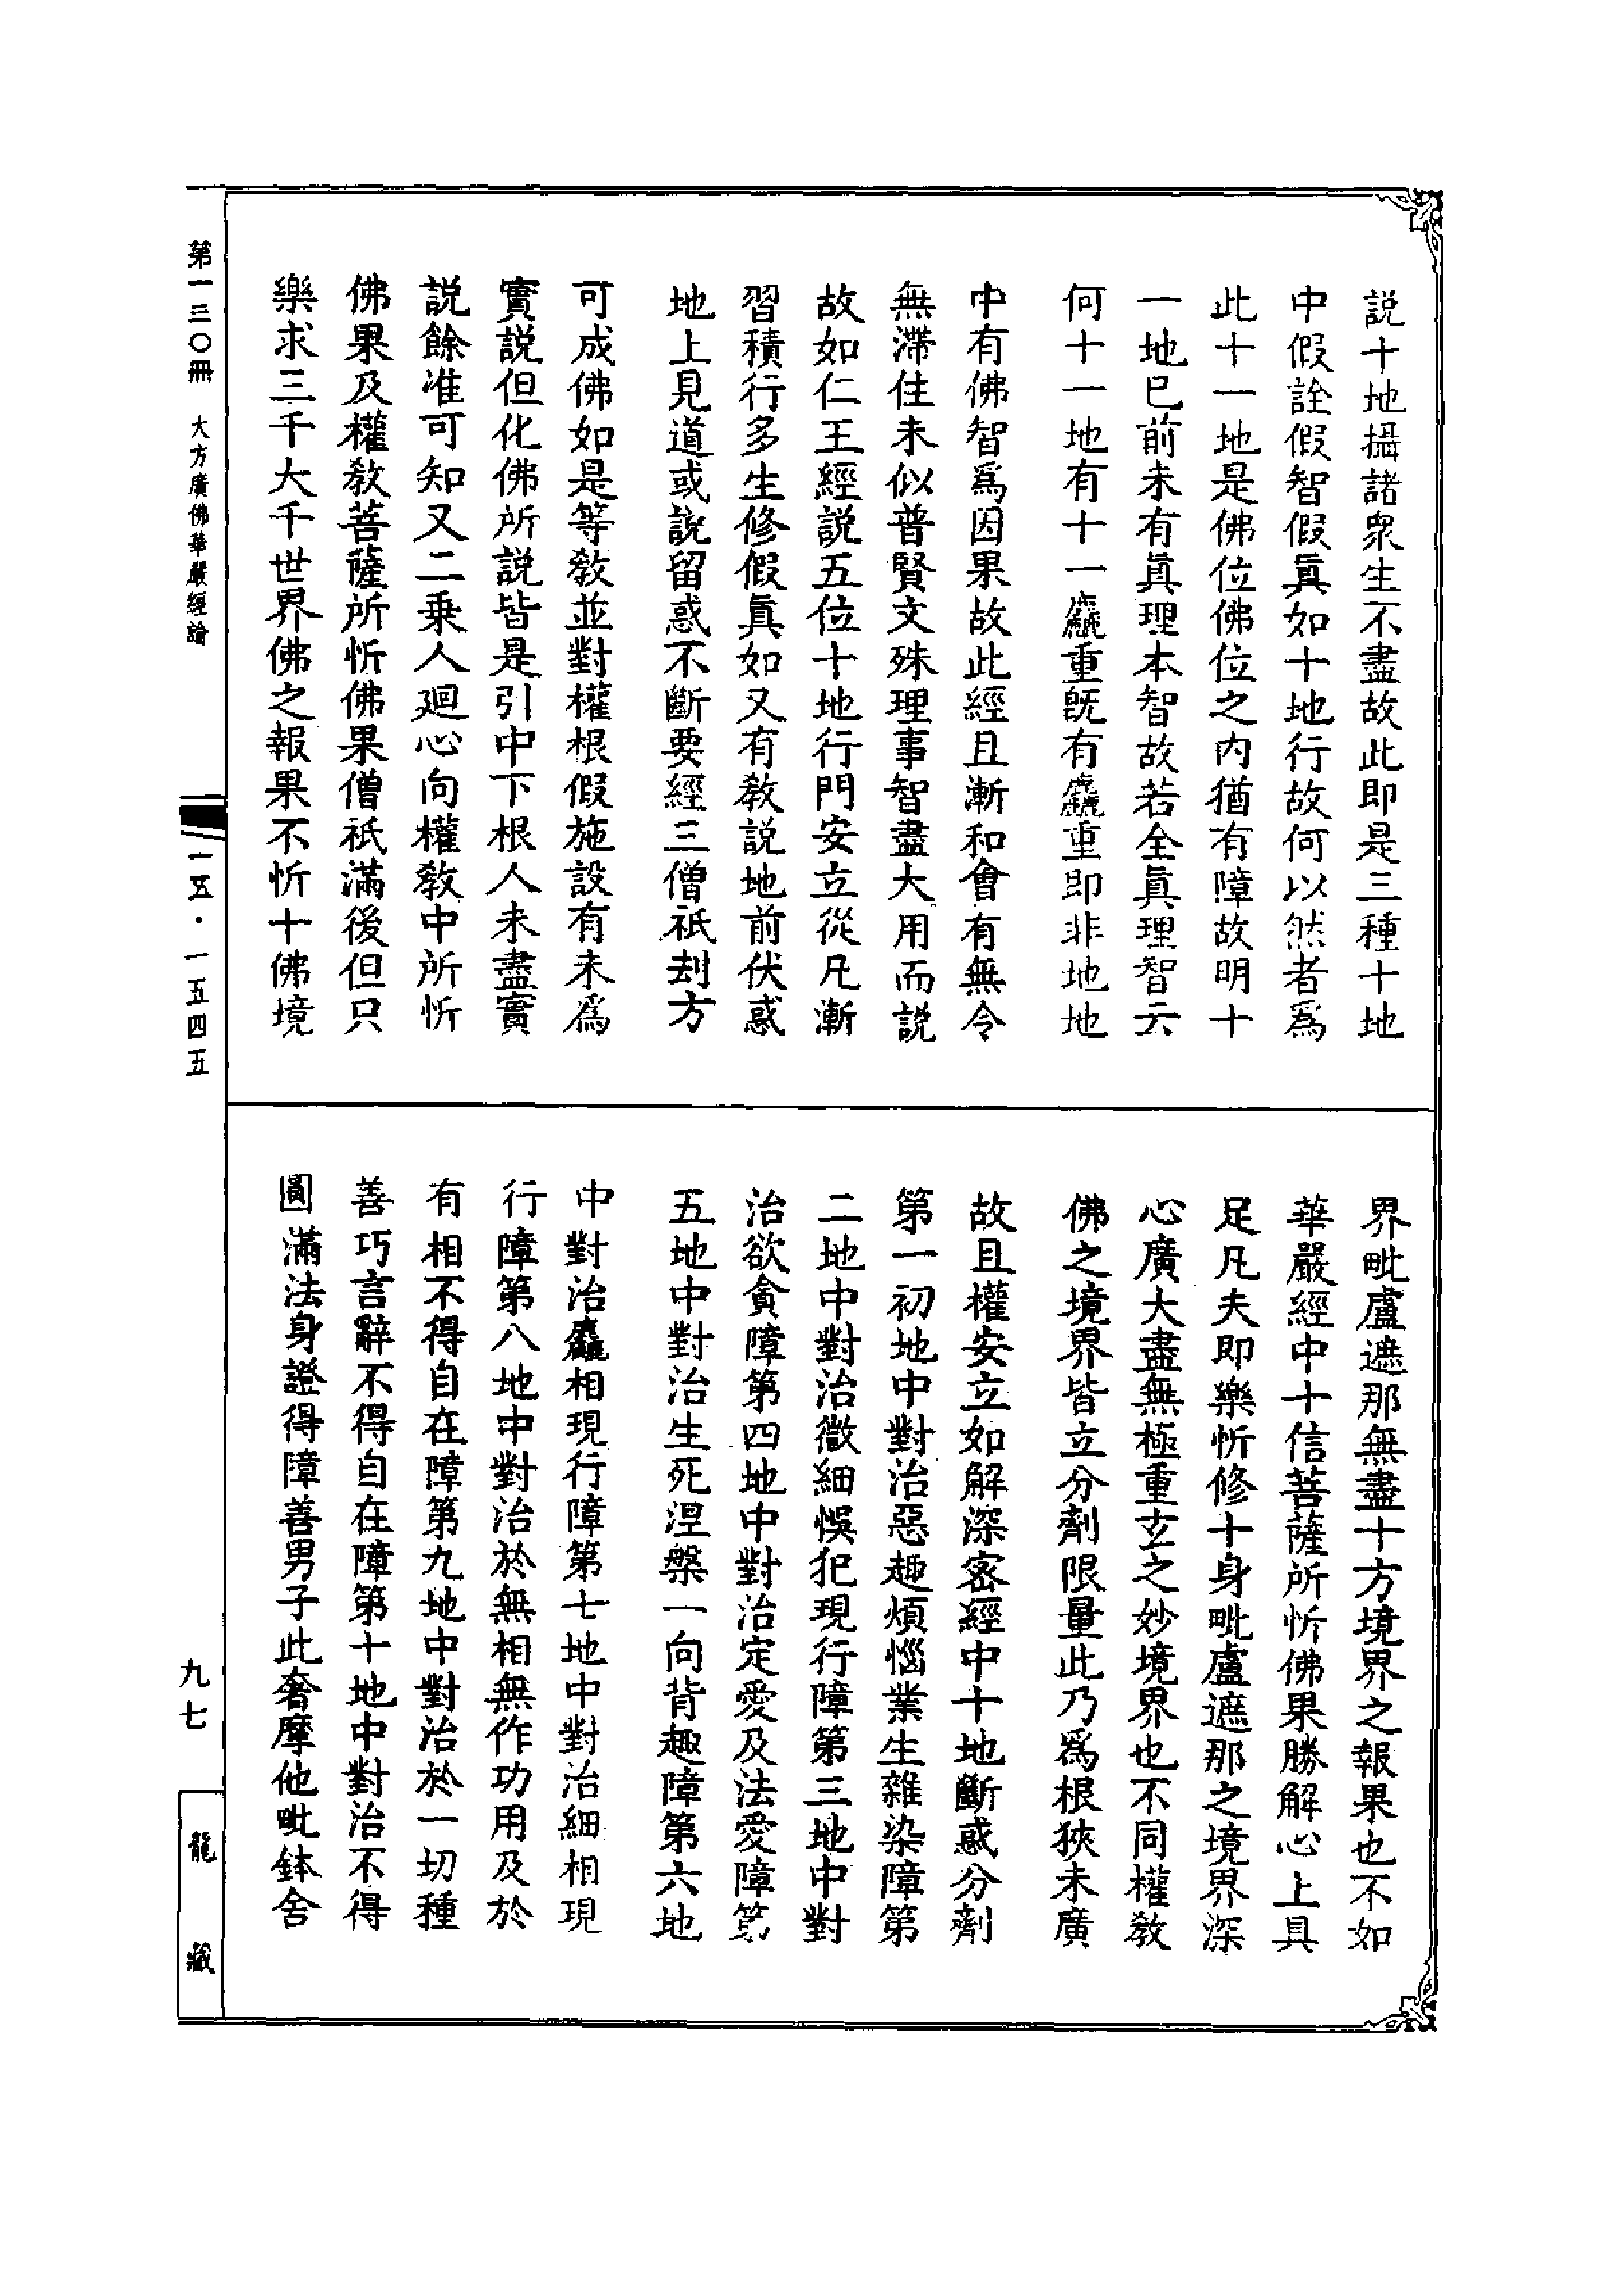 說十地攝諸衆生不盡故此即是三種十地
中假詮假智假眞如十地行故何以然者爲
此十一地是佛位佛位之內猶有障故明十
一地已前未有眞理本智故若全眞理智云
何十一地有十一麤重旣有麤重即非地地
中有佛智爲因果故此經且漸和會有無令
無滯住未似普賢文殊理事智盡大用而說
故如仁王經說五位十地行門安立從凡漸
習積行多生修假眞如又有敎說地前伏惑
地上見道或說留惑不斷要經三僧祇刦方
可成佛如是等敎並對權根假施設有未爲
實說但化佛所說皆是引中下根人未盡實
說餘准可知又二乘人廻心向權敎中所忻
佛果及權敎菩薩所忻佛果僧祇滿後但只
樂求三千大千世界佛之報果不忻十佛境
界毗盧遮那無盡十方境界之報果也不如
華嚴經中十信菩薩所忻佛果勝解心上具
足凡夫即樂忻修十身毗盧遮那之境界深
心廣大盡無極重玄之妙境界也不同權敎
佛之境界皆立分劑限量此乃爲根狹未廣
故且權安立如解深密經中十地斷惑分劑
第一初地中對治惡趣煩惱業生雜染障第
二地中對治微細悞犯現行障第三地中對
治欲貪障第四地中對治定愛及法愛障第
五地中對治生死涅槃一向背趣障第六地
中對治麤相現行障第七地中對治細相現
行障第八地中對治於無相無作功用及於
有相不得自在障第九地中對治於一切種
善巧言辭不得自在障第十地中對治不得
圓滿法身證得障善男子此奢摩他毗鉢舍
第一三〇冊 大方廣佛華嚴經論
一五·一五四五
九七
龍藏